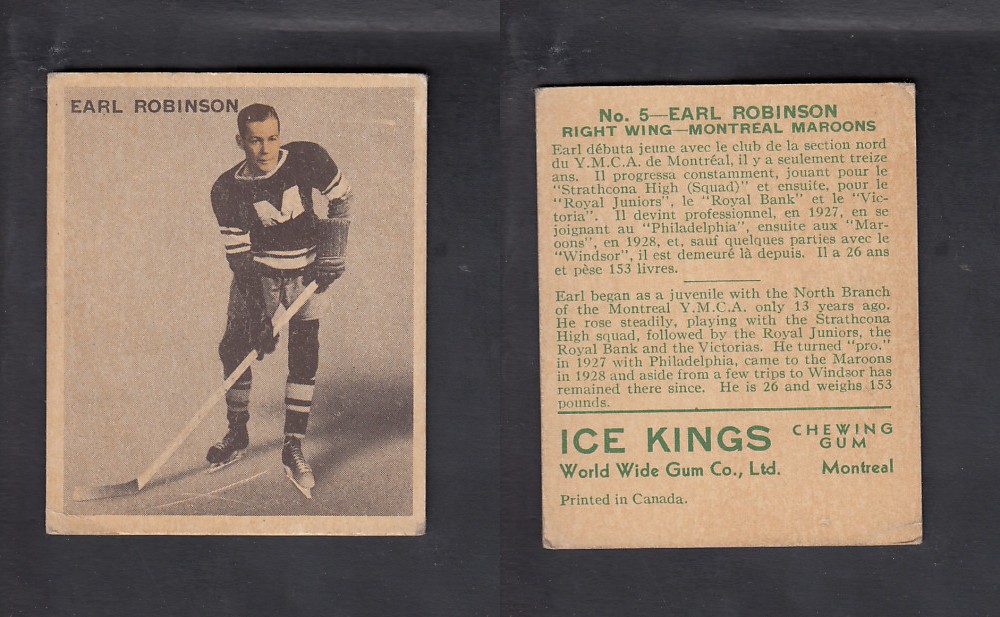 EARL ROBINSON
M
No. 5—EARL ROBINSON
RIGHT WING—MONTREAL MAROONS
Earl débuta jeune avec le club de la section nord
du Y.M.C.A. de Montréal, il y a seulement treize
ans. Il progressa constamment, jouant pour le
"Strathcona High (Squad)" et ensuite, pour le
"Royal Juniors", le "Royal Bank" et le "Vic-
toria". Il devint professionel, en 1927, en se
joignant au "Philadelphia", ensuite aux "Mar-
oons", en 1928, et, sauf quelques parties avec le
"Windsor", il est demeuré là depuis. Il a 26 ans
et pèse 153 livres.
Earl began as a juvenile with the North Branch
of the Montreal Y.M.C.A. only 13 years ago.
He rose steadily, playing with the Strathcona
High squad, followed by the Royal Juniors, the
Royal Bank and the Victorias. He turned "pro."
in 1927 with Philadelphia, came to the Maroons
in 1928 and aside from a few trips to Windsor has
remained there since. He is 26 and weighs 153
pounds.
ICE KINGS CHEWING GUM
World Wide Gum Co., Ltd. Montreal
Printed in Canada.